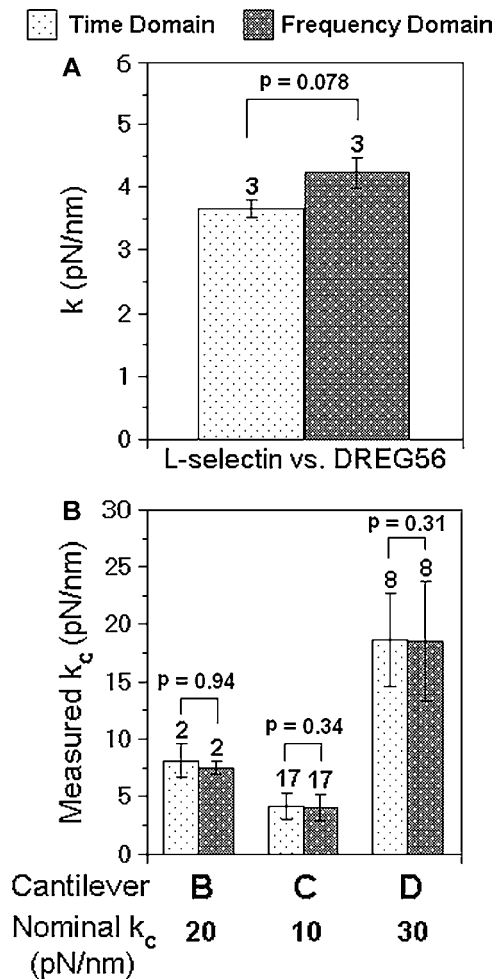 Time Domain Frequency Domain
A
6
p = 0.078
5
3
3
4
3
2
1
0
k (pN/nm)
L-selectin vs. DREG56
B
30
p = 0.31
25
8
8
20
15
p = 0.94
10
2
2
p = 0.34
17
17
5
0
Measured kc (pN/nm)
Cantilever B C D
Nominal kc 20 10 30
(pN/nm)